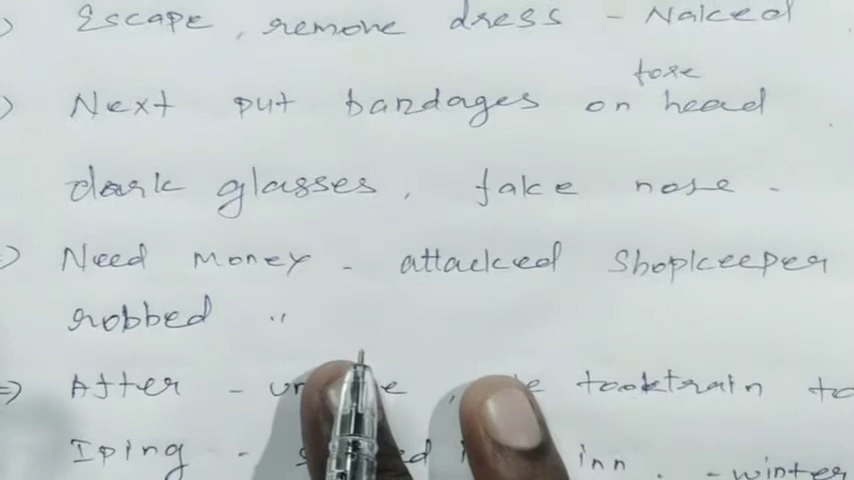 =) Escape, remove dress - Naked
fore
=) Next put bandages on head
dark glasses, fake nose -
=) Need money - attacked shopkeeper
robbed "
=) After - , took train to
Iping - inn. - winter